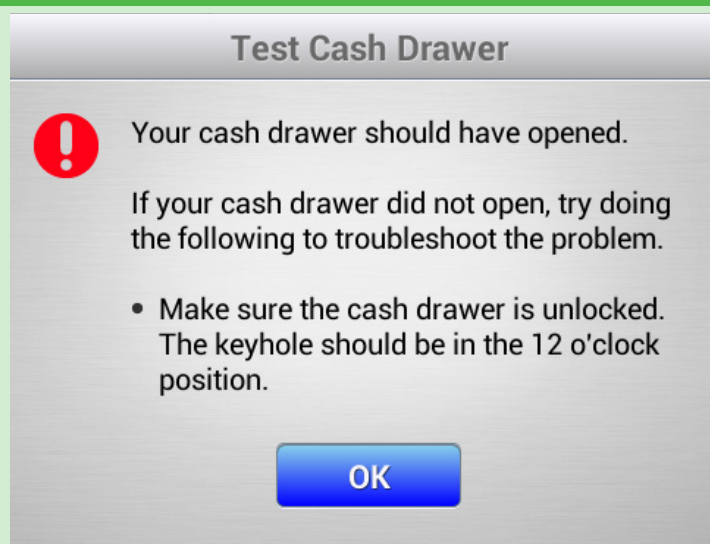 Test Cash Drawer
Your cash drawer should have opened.
If your cash drawer did not open, try doing
the following to troubleshoot the problem.
• Make sure the cash drawer is unlocked.
The keyhole should be in the 12 o'clock
position.
OK